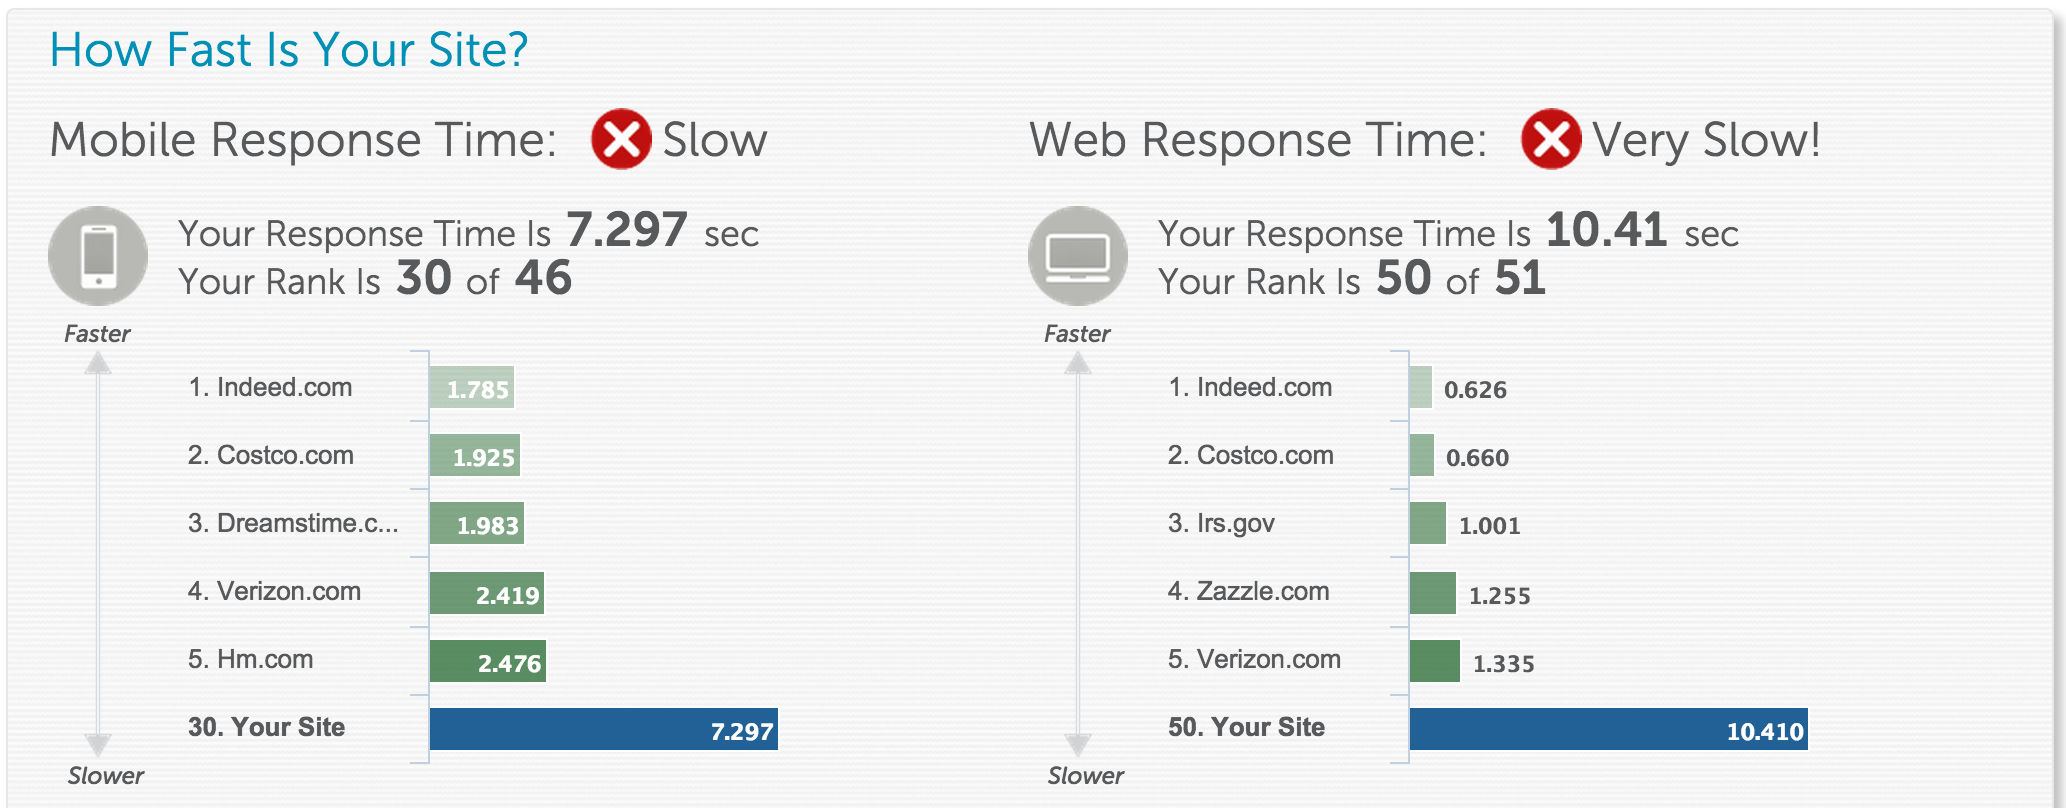 How Fast Is Your Site?
Mobile Response Time: Slow
Your Response Time Is 7.297 sec
Your Rank Is 30 of 46
Faster
1. Indeed.com 1.785
2. Costco.com 1.925
3. Dreamstime.c... 1.983
4. Verizon.com 2.419
5. Hm.com 2.476
30. Your Site 7.297
Slower
Web Response Time: Very Slow!
Your Response Time Is 10.41 sec
Your Rank Is 50 of 51
Faster
1. Indeed.com 0.626
2. Costco.com 0.660
3. Irs.gov 1.001
4. Zazzle.com 1.255
5. Verizon.com 1.335
50. Your Site 10.410
Slower